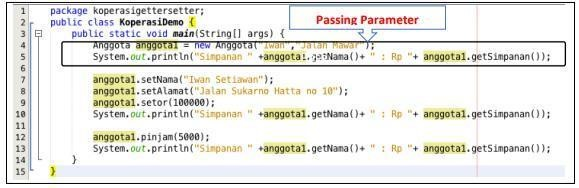 Passing Parameter
1 package koperasigettersetter;
2 public class KoperasiDemo {
3 public static void main(String[] args) {
4 Anggota anggota1 = new Anggota("Iwan","Jalan Mawar");
5 System.out.println("Simpanan " +anggota1.getNama()+ " : Rp "+ anggota1.getSimpanan());
6
7 anggota1.setNama("Iwan Setiawan");
8 anggota1.setAlamat("Jalan Sukarno Hatta no 10");
9 anggota1.setor(100000);
10 System.out.println("Simpanan " +anggota1.getNama()+ " : Rp "+ anggota1.getSimpanan());
11
12 anggota1.pinjam(5000);
13 System.out.println("Simpanan " +anggota1.getNama()+ " : Rp "+ anggota1.getSimpanan());
14 }
15 }